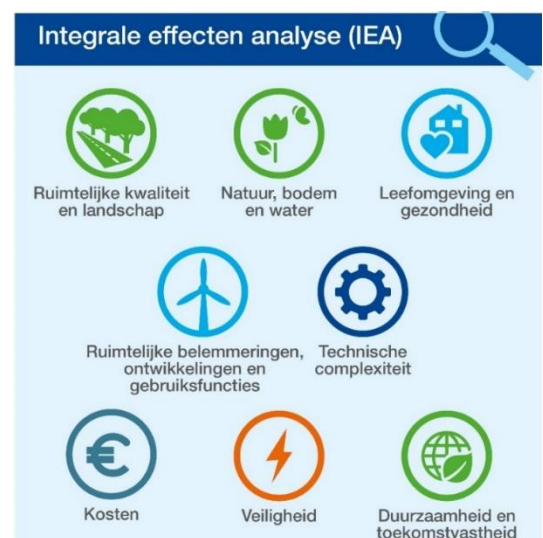 Integrale effecten analyse (IEA)
Ruimtelijke kwaliteit
en landschap
Natuur, bodem
en water
Leefomgeving en
gezondheid
Ruimtelijke belemmeringen,
ontwikkelingen en
gebruiksfuncties
Technische
complexiteit
€
Kosten
Veiligheid
Duurzaamheid en
toekomstvastheid